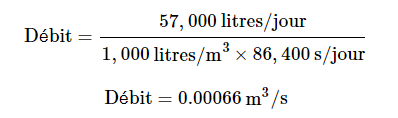 Débit = 57,000 litres/jour / 1,000 litres/m³ × 86,400 s/jour
Débit = 0.00066 m³/s